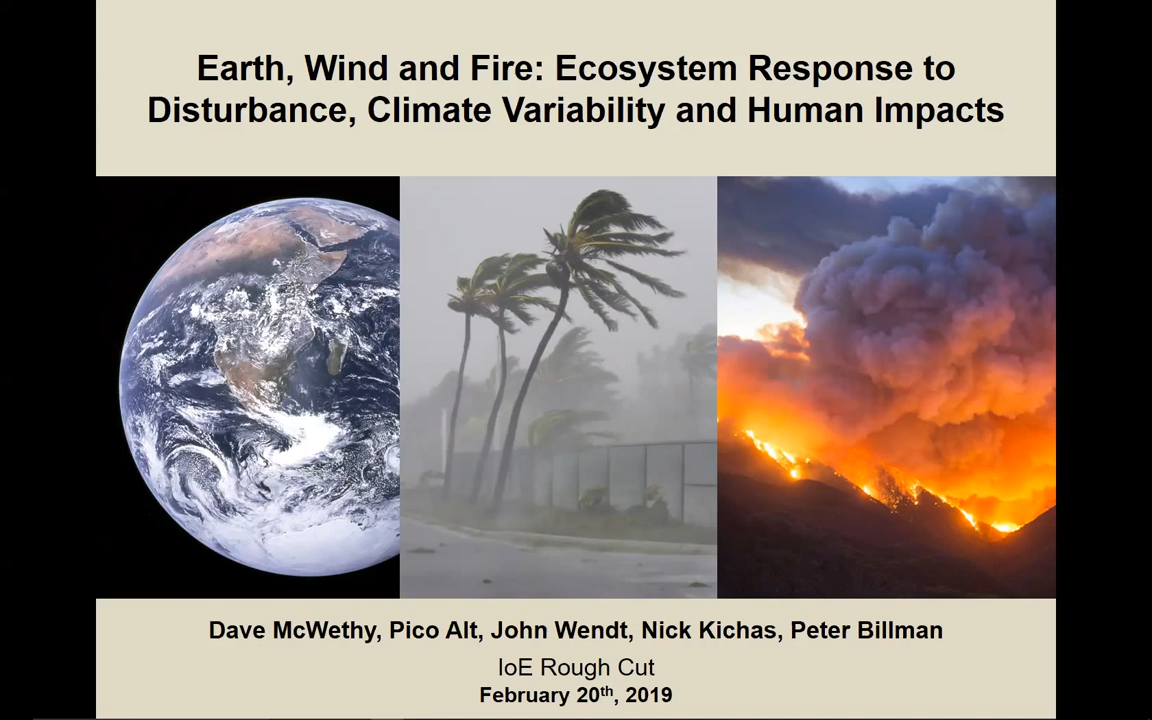 Earth, Wind and Fire: Ecosystem Response to
Disturbance, Climate Variability and Human Impacts
Dave McWethy, Pico Alt, John Wendt, Nick Kichas, Peter Billman
IoE Rough Cut
February 20th, 2019